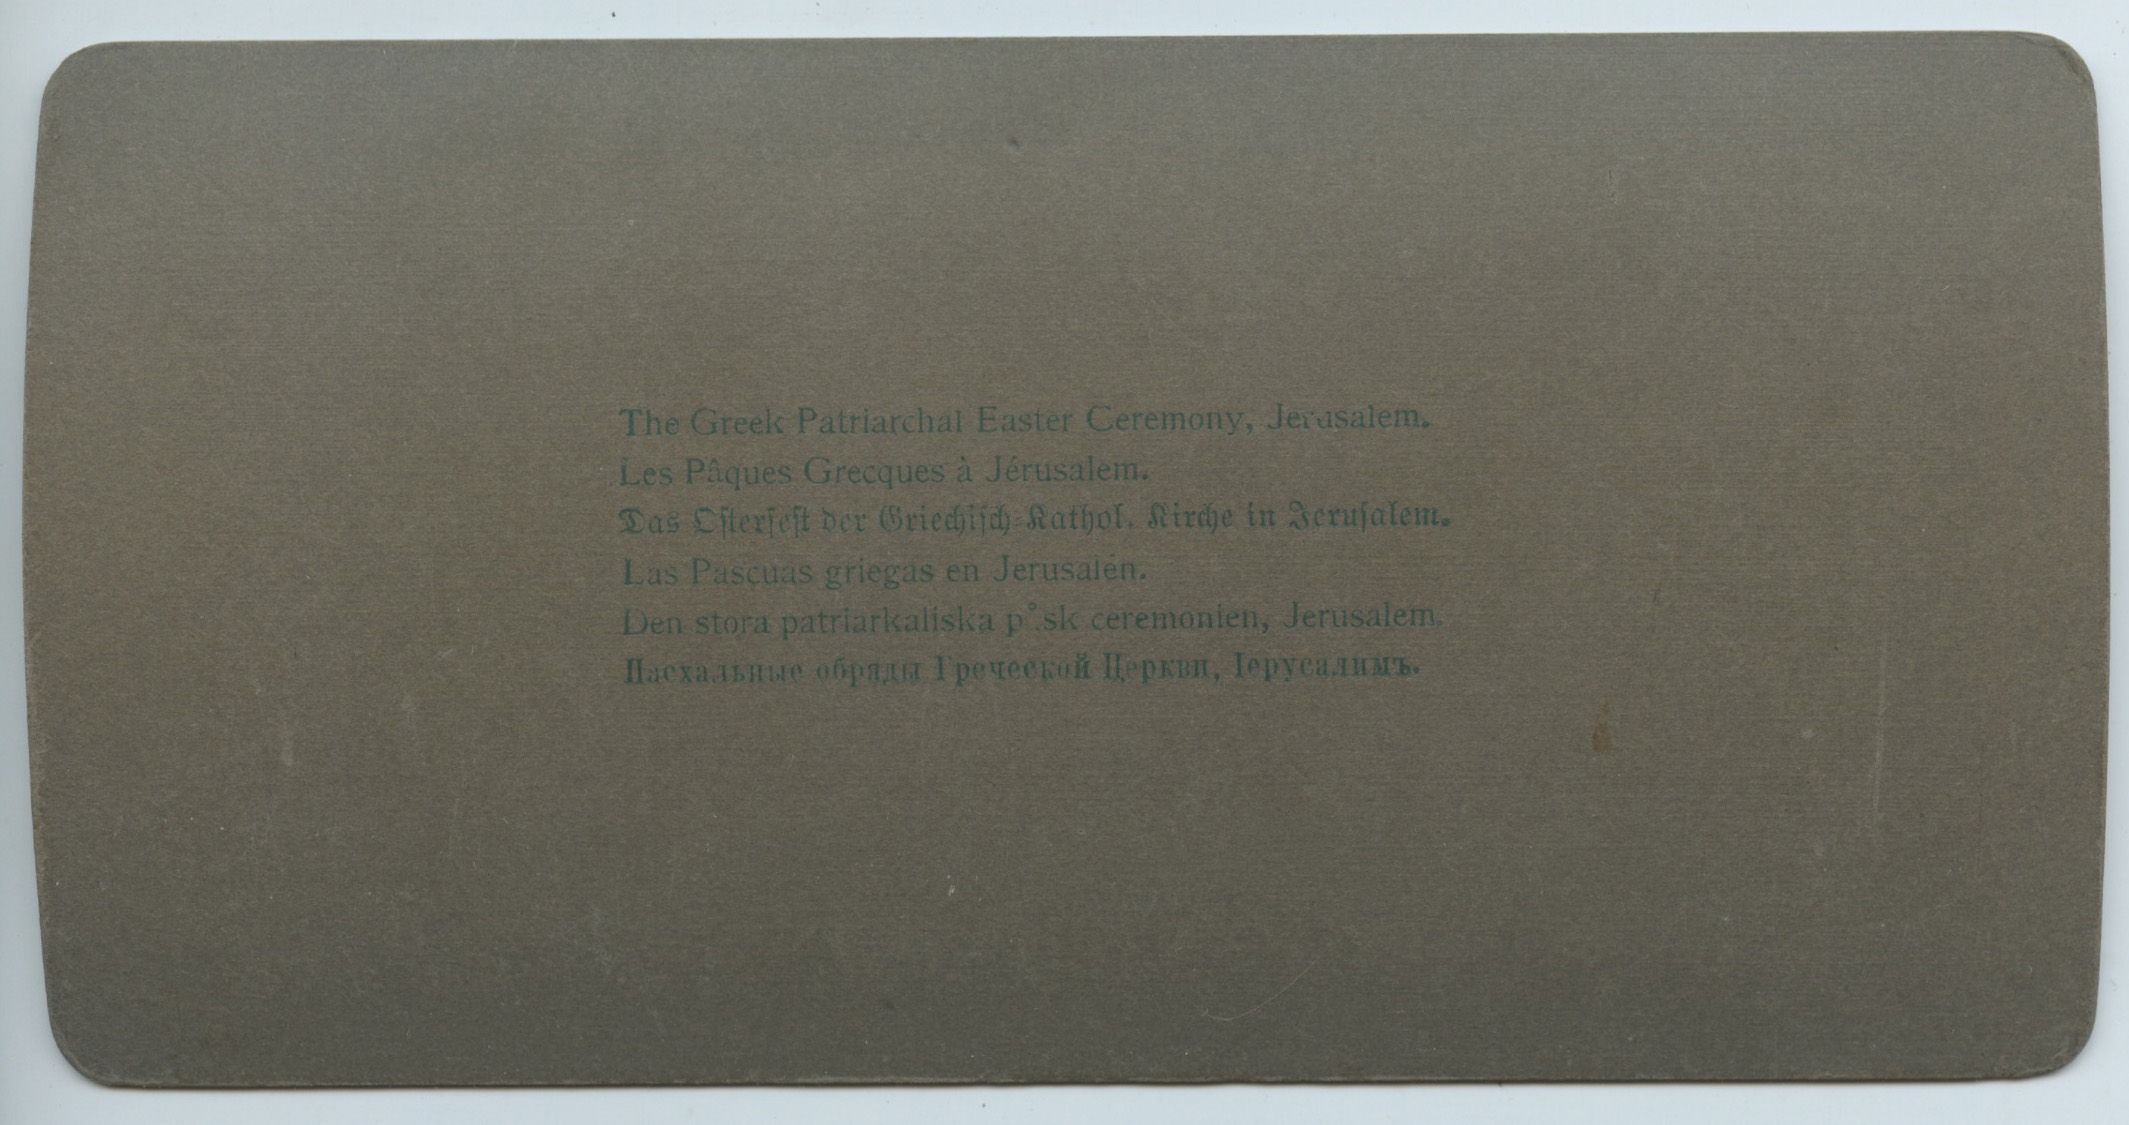 The Greek Patriarchal Easter Ceremony, Jerusalem.
Les Pâques Grecques à Jérusalem.
Das Osterfest der Griechisch-Kathol. Kirche in Jerusalem.
Las Pascuas griegas en Jerusalén.
Den stora patriarkaliska påsk ceremonien, Jerusalem.
Пасхальные обряды Греческой Церкви, Іерусалимъ.